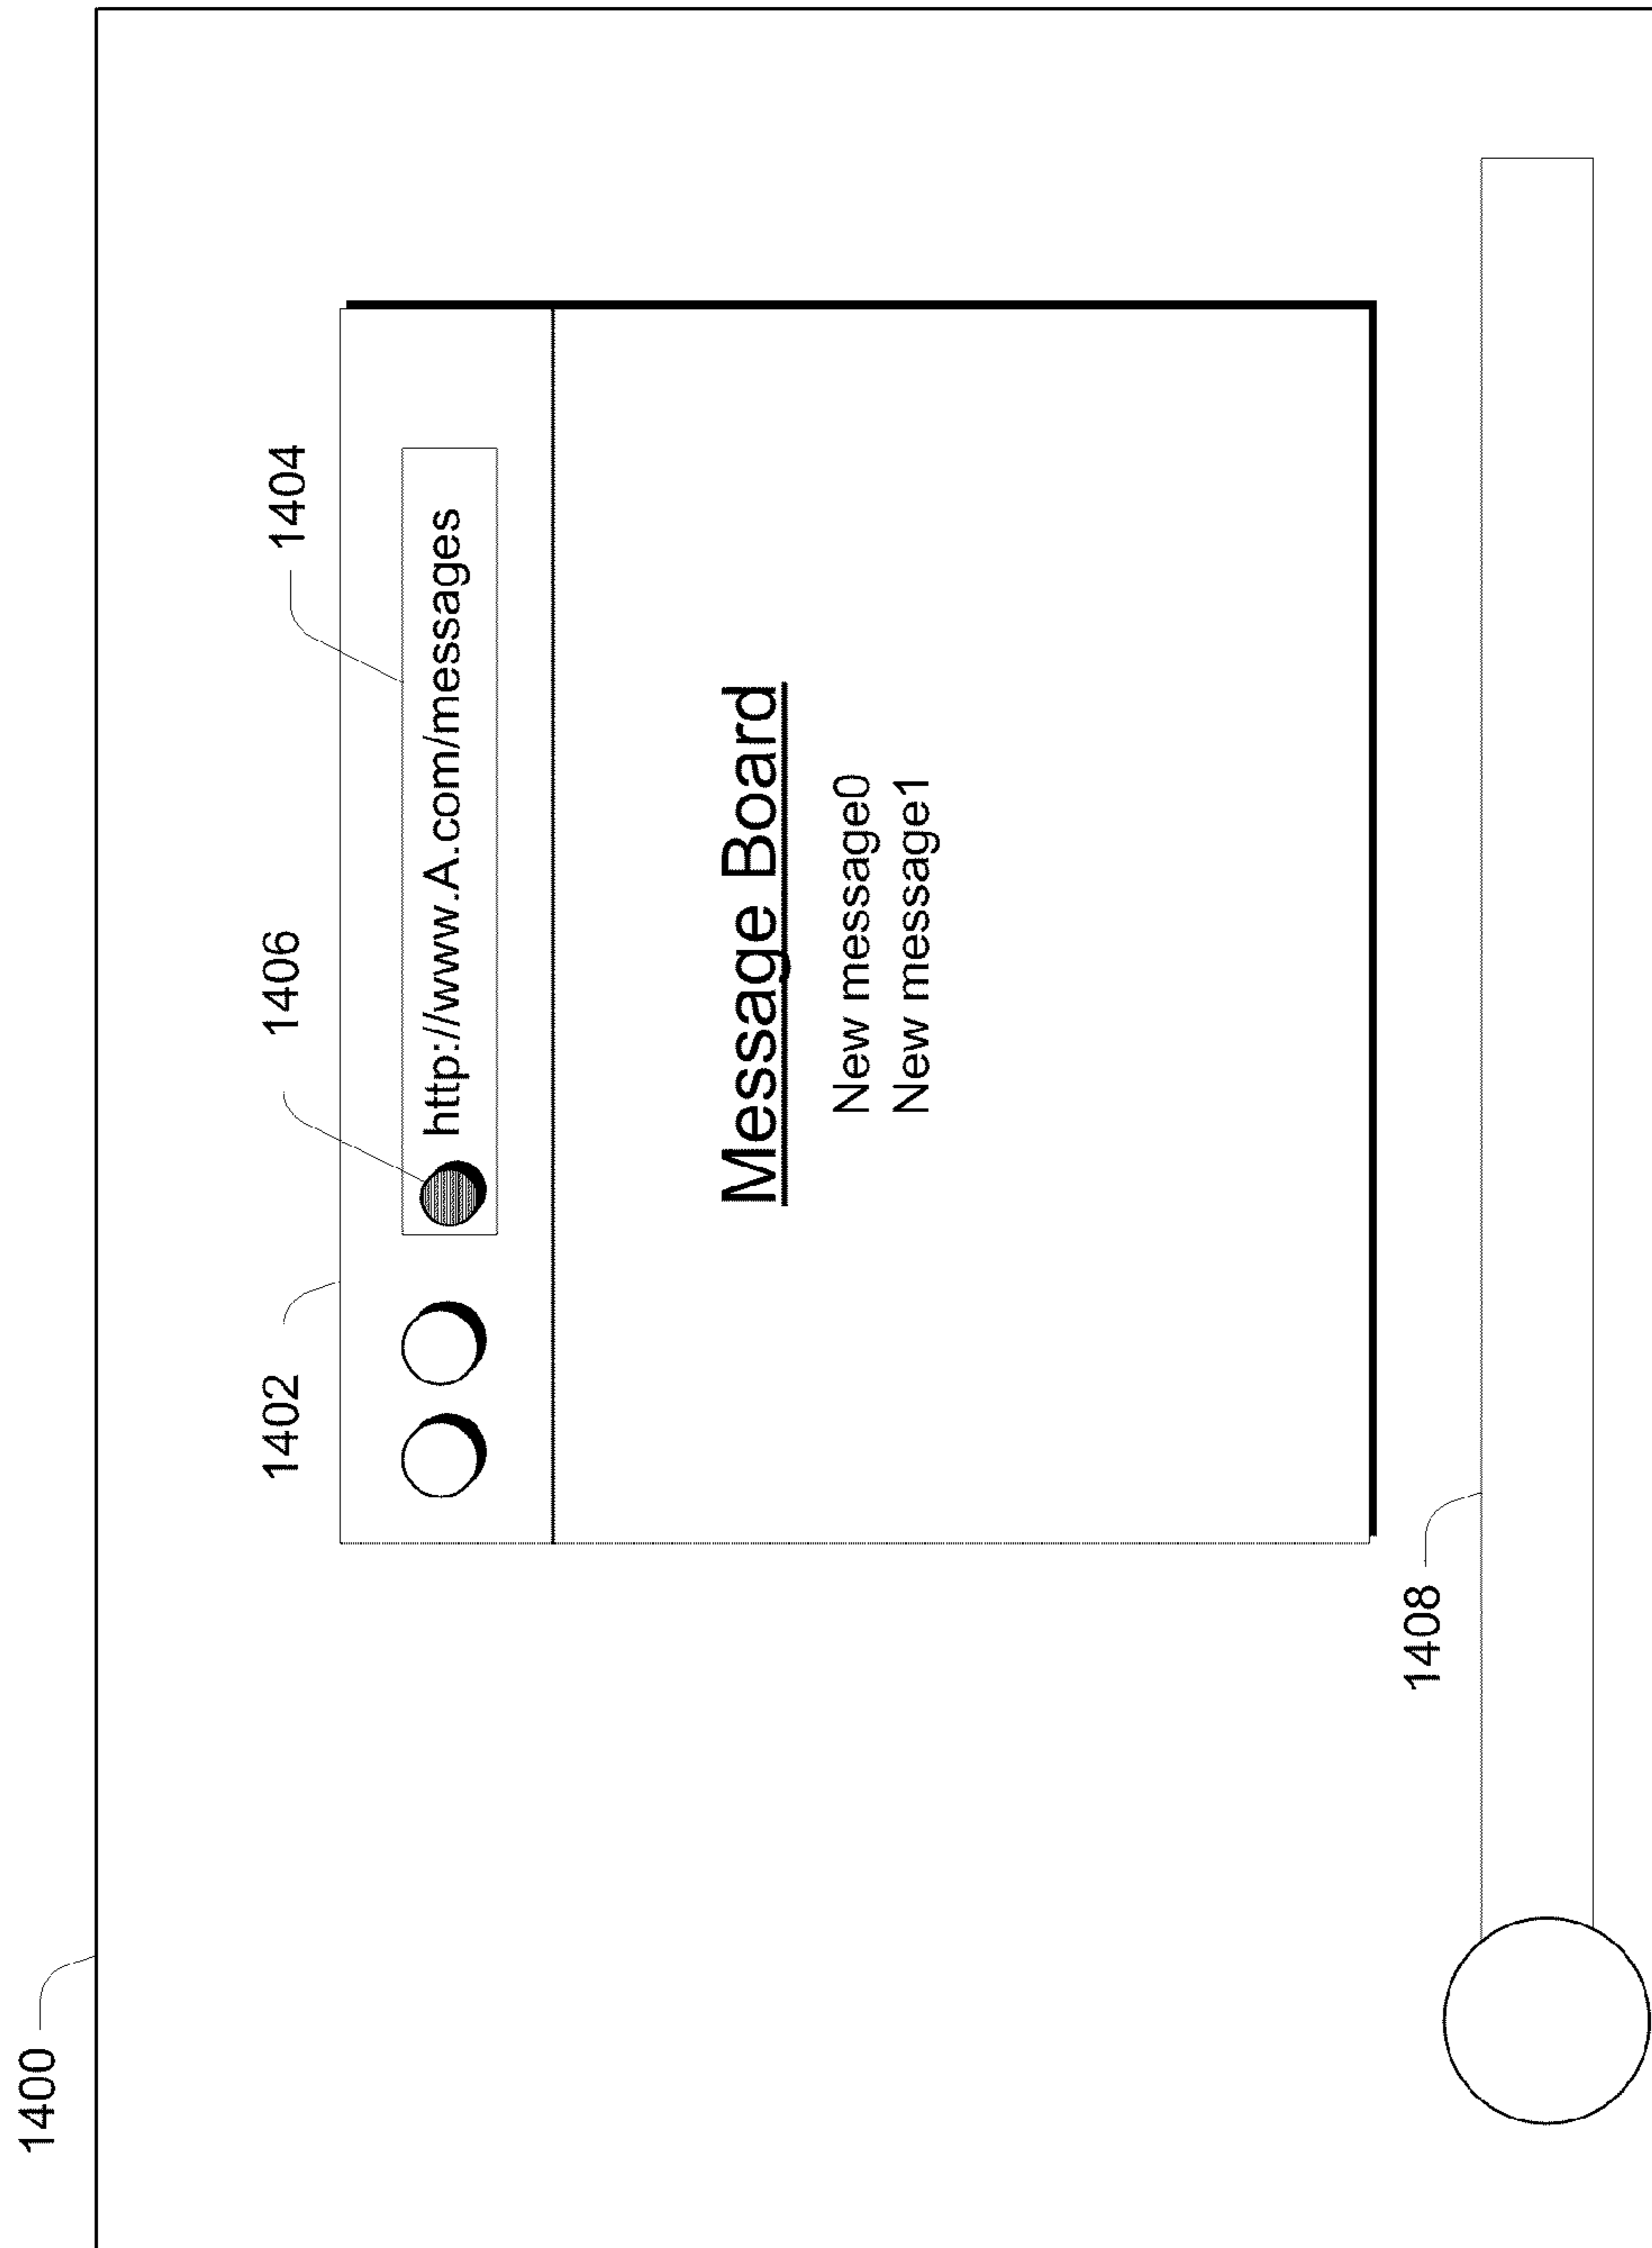 1400
1402
1406
1404
http://www.A.com/messages
Message Board
New message0
New message1
1408